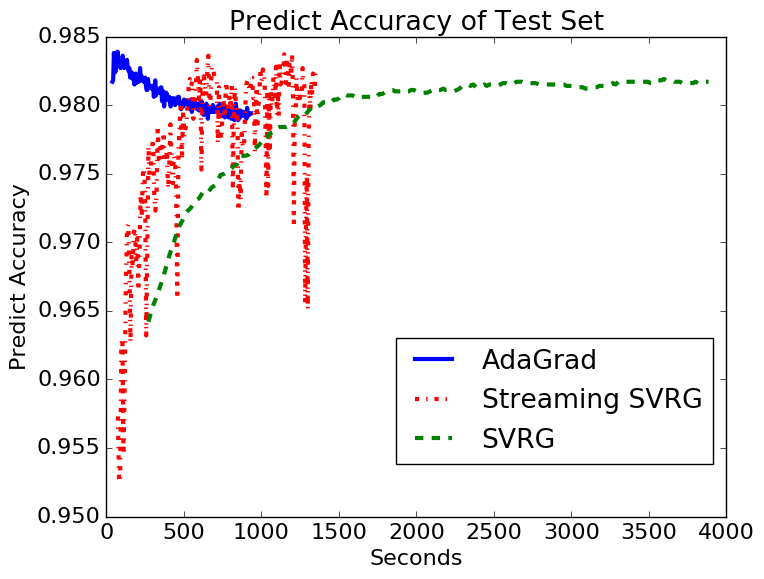 Predict Accuracy of Test Set
0.985
0.980
0.975
0.970
0.965
0.960
0.955
0.950
Predict Accuracy
AdaGrad
Streaming SVRG
SVRG
0 500 1000 1500 2000 2500 3000 3500 4000
Seconds